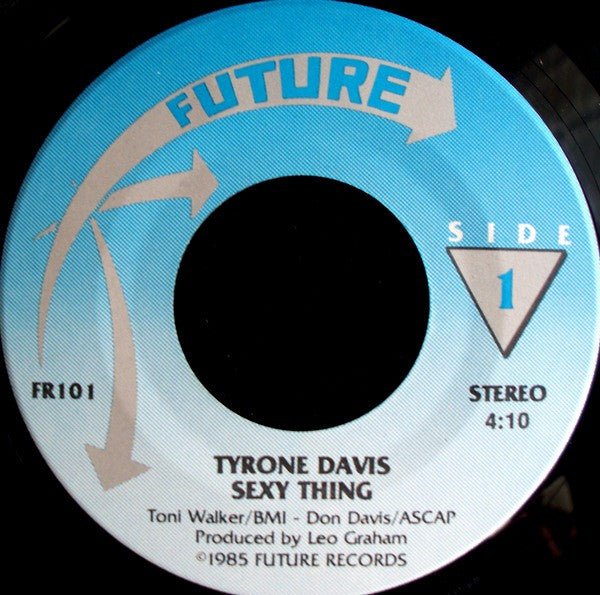 FUTURE
SIDE
1
FR101
STEREO
4:10
TYRONE DAVIS
SEXY THING
Toni Walker/BMI - Don Davis/ASCAP
Produced by Leo Graham
©1985 FUTURE RECORDS